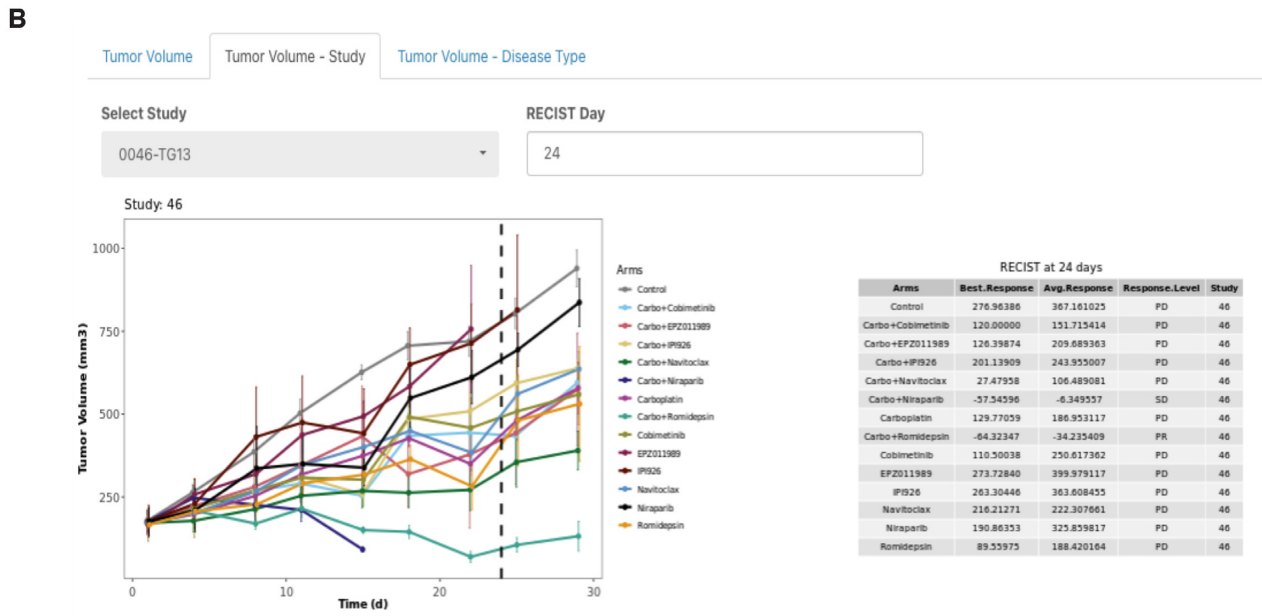 B
Tumor Volume
Tumor Volume - Study
Tumor Volume - Disease Type
Select Study
RECIST Day
0046-TG13
24
Study: 46
1000
750
500
250
Tumor Volume (mm3)
0
10
20
30
Time (d)
Arms
Control
Carbo+Cobimetinib
Carbo+EPZ011989
Carbo+IPI926
Carbo+Navitoclax
Carbo+Niraparib
Carboplatin
Carbo+Romidepsin
Cobimetinib
EPZ011989
IPI926
Navitoclax
Niraparib
Romidepsin
RECIST at 24 days
Arms Best.Response Avg.Response Response.Level Study
Control 276.96386 367.161025 PD 46
Carbo+Cobimetinib 120.00000 151.715414 PD 46
Carbo+EPZ011989 126.39874 209.689363 PD 46
Carbo+IPI926 201.13909 243.955007 PD 46
Carbo+Navitoclax 27.47958 106.489081 PD 46
Carbo+Niraparib -57.54596 -6.349557 SD 46
Carboplatin 129.77059 186.953117 PD 46
Carbo+Romidepsin -64.32347 -34.235409 PR 46
Cobimetinib 110.50038 250.617362 PD 46
EPZ011989 273.72840 399.979117 PD 46
IPI926 263.30446 363.608455 PD 46
Navitoclax 216.21271 222.307661 PD 46
Niraparib 190.86353 325.859817 PD 46
Romidepsin 89.55975 188.420164 PD 46